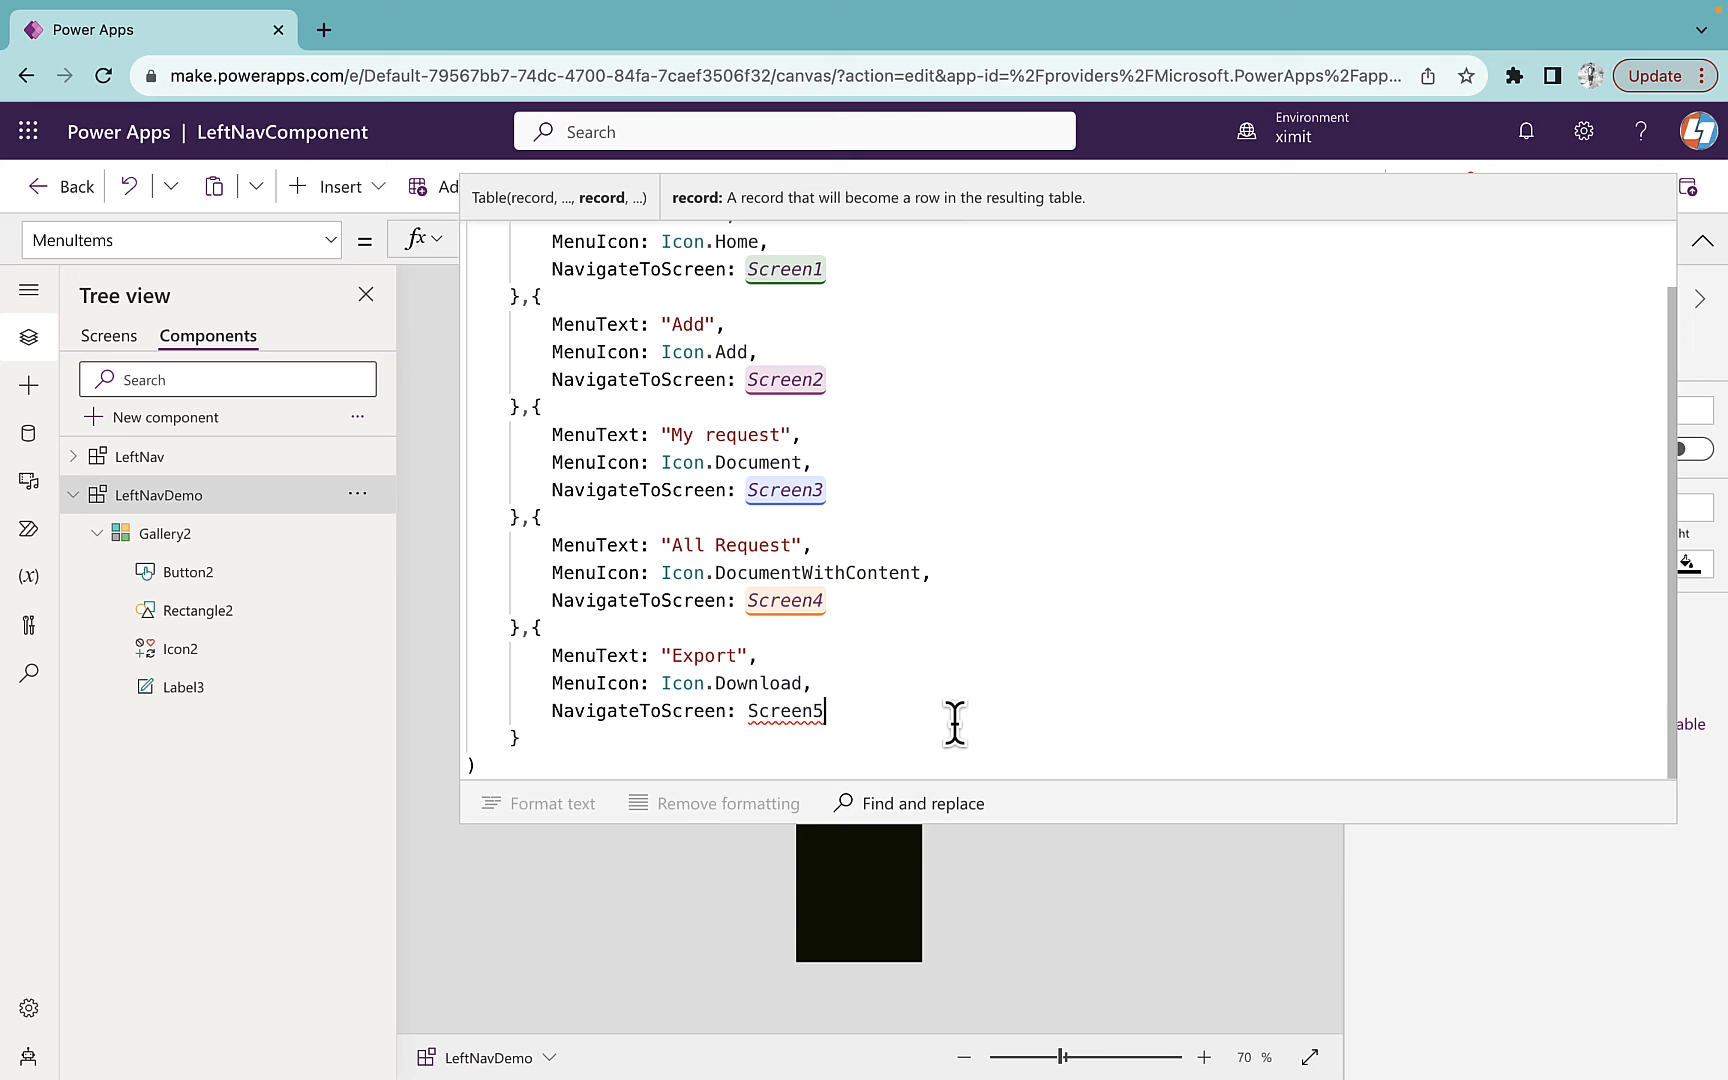 Power Apps
make.powerapps.com/e/Default-79567bb7-74dc-4700-84fa-7caef3506f32/canvas/?action=edit&app-id=%2Fproviders%2FMicrosoft.PowerApps%2Fapp...
Update
Power Apps | LeftNavComponent
Search
Environment
ximit
Back
Insert
Ad
Table(record, ..., record, ...)
record: A record that will become a row in the resulting table.
MenuItems
=
fx
MenuIcon: Icon.Home,
NavigateToScreen: Screen1
},{
MenuText: "Add",
MenuIcon: Icon.Add,
NavigateToScreen: Screen2
},{
MenuText: "My request",
MenuIcon: Icon.Document,
NavigateToScreen: Screen3
},{
MenuText: "All Request",
MenuIcon: Icon.DocumentWithContent,
NavigateToScreen: Screen4
},{
MenuText: "Export",
MenuIcon: Icon.Download,
NavigateToScreen: Screen5
}
)
Format text
Remove formatting
Find and replace
Tree view
Screens
Components
Search
New component
LeftNav
LeftNavDemo
Gallery2
Button2
Rectangle2
Icon2
Label3
ht
able
LeftNavDemo
70 %